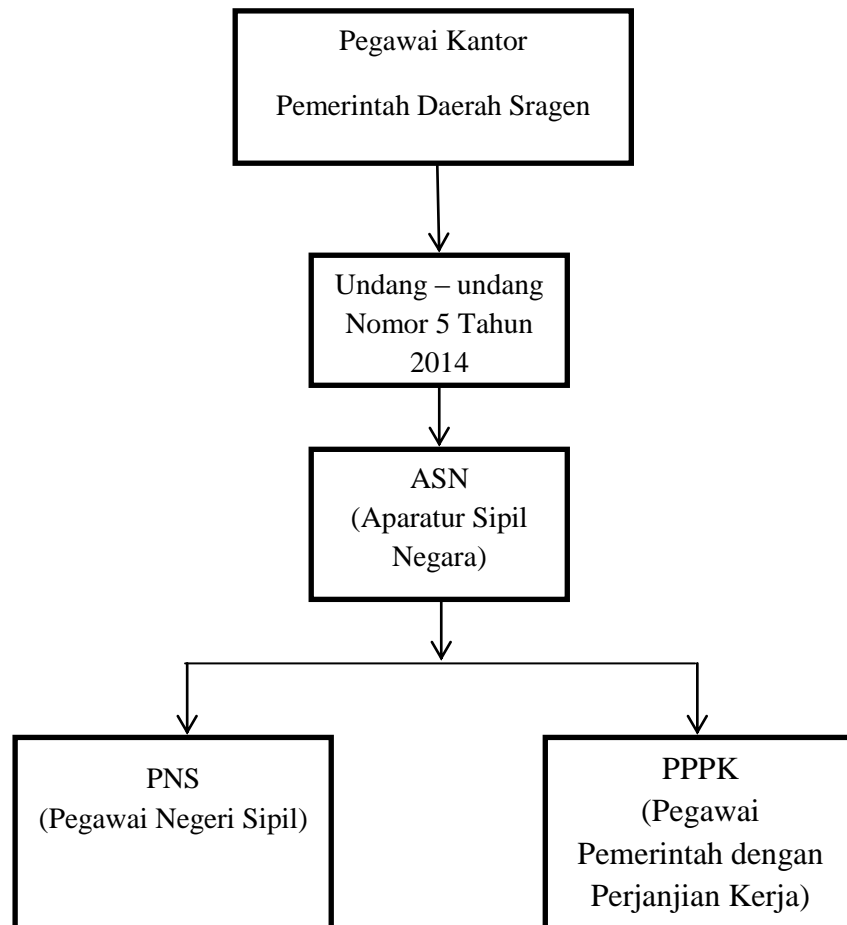 Pegawai Kantor
Pemerintah Daerah Sragen
Undang – undang
Nomor 5 Tahun
2014
ASN
(Aparatur Sipil
Negara)
PNS
(Pegawai Negeri Sipil)
PPPK
(Pegawai
Pemerintah dengan
Perjanjian Kerja)